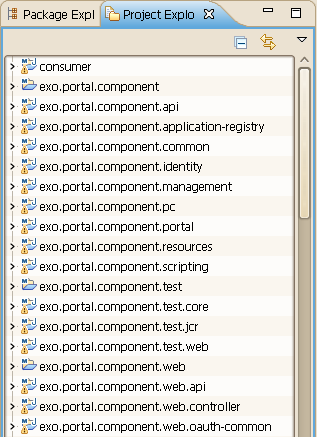 Package Expl Project Explo
consumer
exo.portal.component
exo.portal.component.api
exo.portal.component.application-registry
exo.portal.component.common
exo.portal.component.identity
exo.portal.component.management
exo.portal.component.pc
exo.portal.component.portal
exo.portal.component.resources
exo.portal.component.scripting
exo.portal.component.test
exo.portal.component.test.core
exo.portal.component.test.jcr
exo.portal.component.test.web
exo.portal.component.web
exo.portal.component.web.api
exo.portal.component.web.controller
exo.portal.component.web.oauth-common